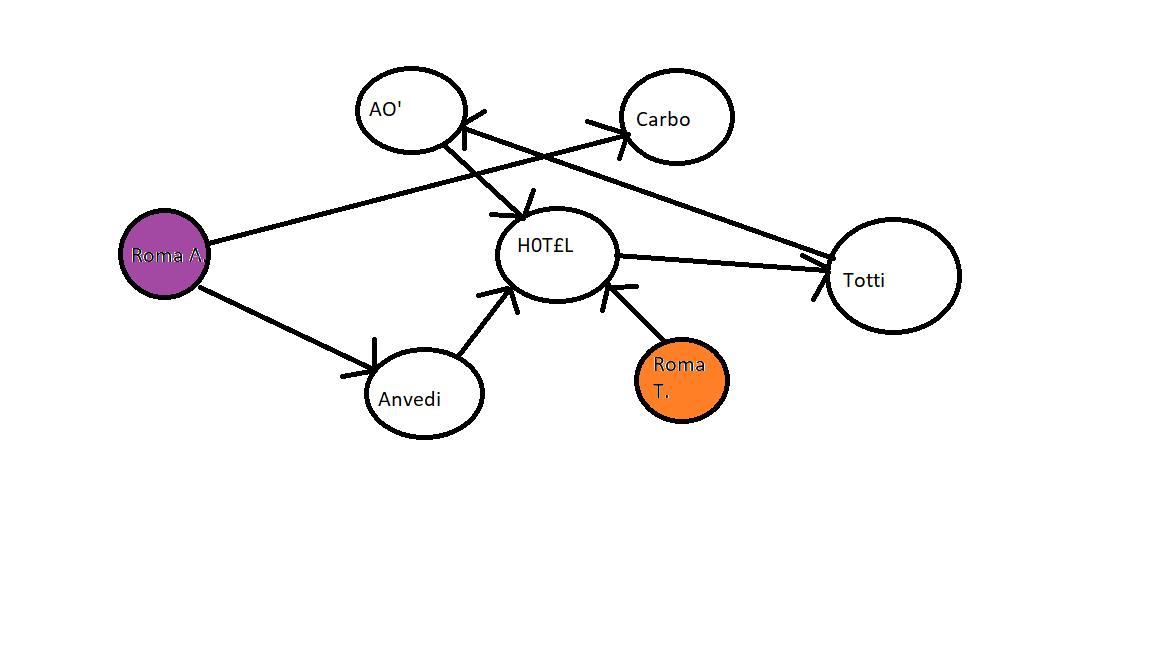 AO'
Carbo
Roma A.
H0T£L
Totti
Anvedi
Roma
T.